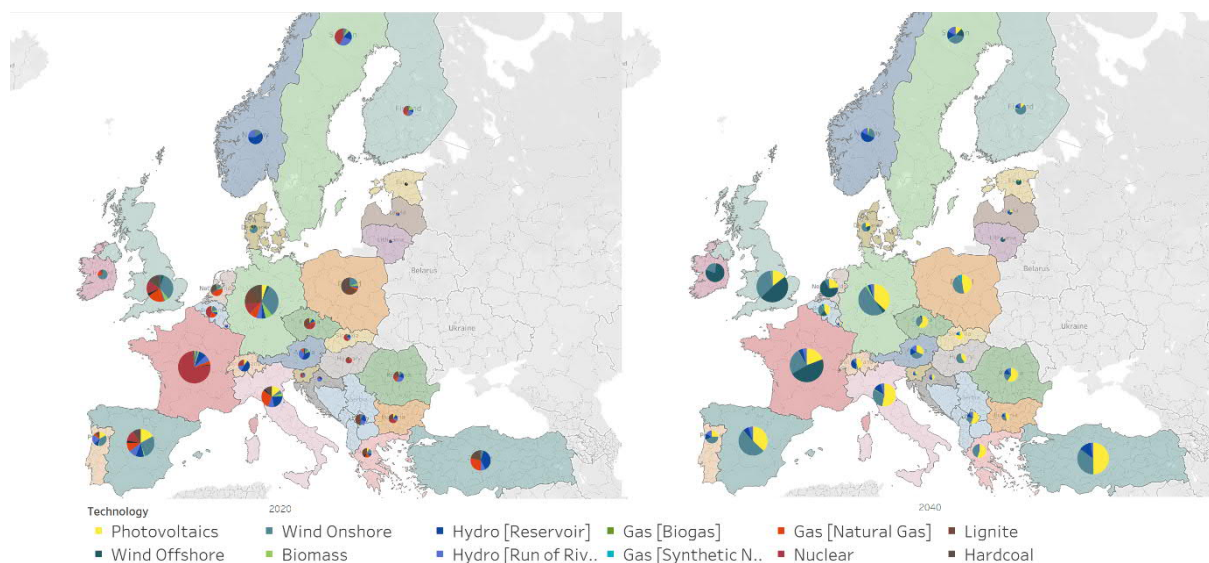 Finland
Belarus
Ukraine
Belarus
Ukraine
2020
2040
Technology
Photovoltaics
Wind Onshore
Hydro [Reservoir]
Gas [Biogas]
Gas [Natural Gas]
Lignite
Wind Offshore
Biomass
Hydro [Run of Riv..
Gas [Synthetic N..
Nuclear
Hardcoal